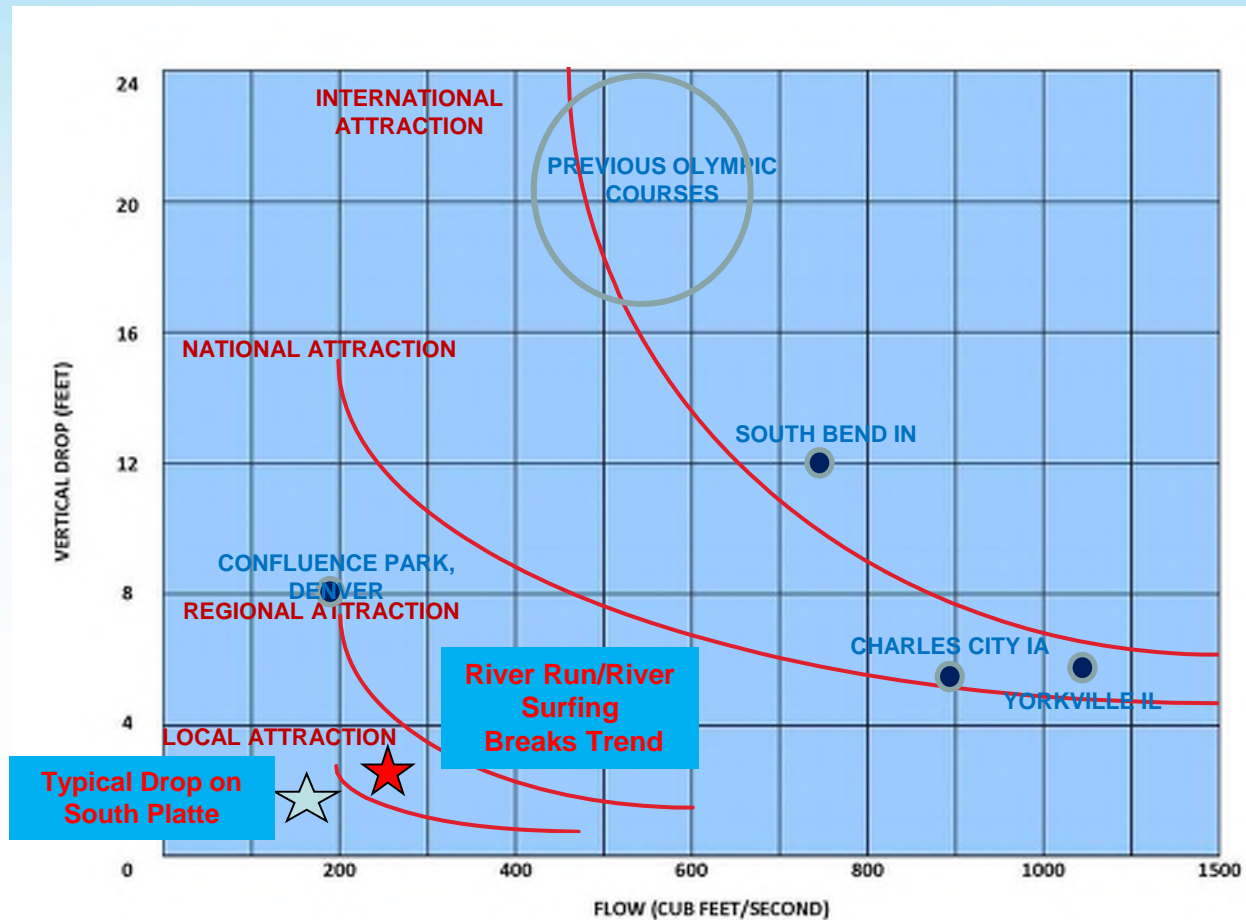 24
INTERNATIONAL
ATTRACTION
PREVIOUS OLYMPIC
COURSES
20
16
NATIONAL ATTRACTION
VERTICAL DROP (FEET)
SOUTH BEND IN
12
CONFLUENCE PARK,
DENVER
8
REGIONAL ATTRACTION
CHARLES CITY IA
River Run/River
Surfing
Breaks Trend
YORKVILLE IL
4
LOCAL ATTRACTION
Typical Drop on
South Platte
0
200
400
600
800
1000
1500
FLOW (CUB FEET/SECOND)